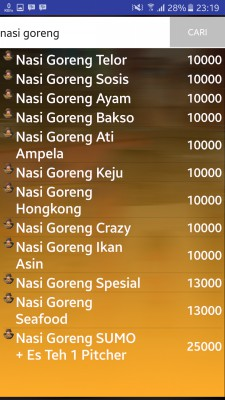 28% 23:19
nasi goreng CARI
Nasi Goreng Telor 10000
Nasi Goreng Sosis 10000
Nasi Goreng Ayam 10000
Nasi Goreng Bakso 10000
Nasi Goreng Ati
Ampela 10000
Nasi Goreng Keju 10000
Nasi Goreng
Hongkong 10000
Nasi Goreng Crazy 10000
Nasi Goreng Ikan
Asin 10000
Nasi Goreng Spesial 13000
Nasi Goreng
Seafood 13000
Nasi Goreng SUMO
+ Es Teh 1 Pitcher 25000